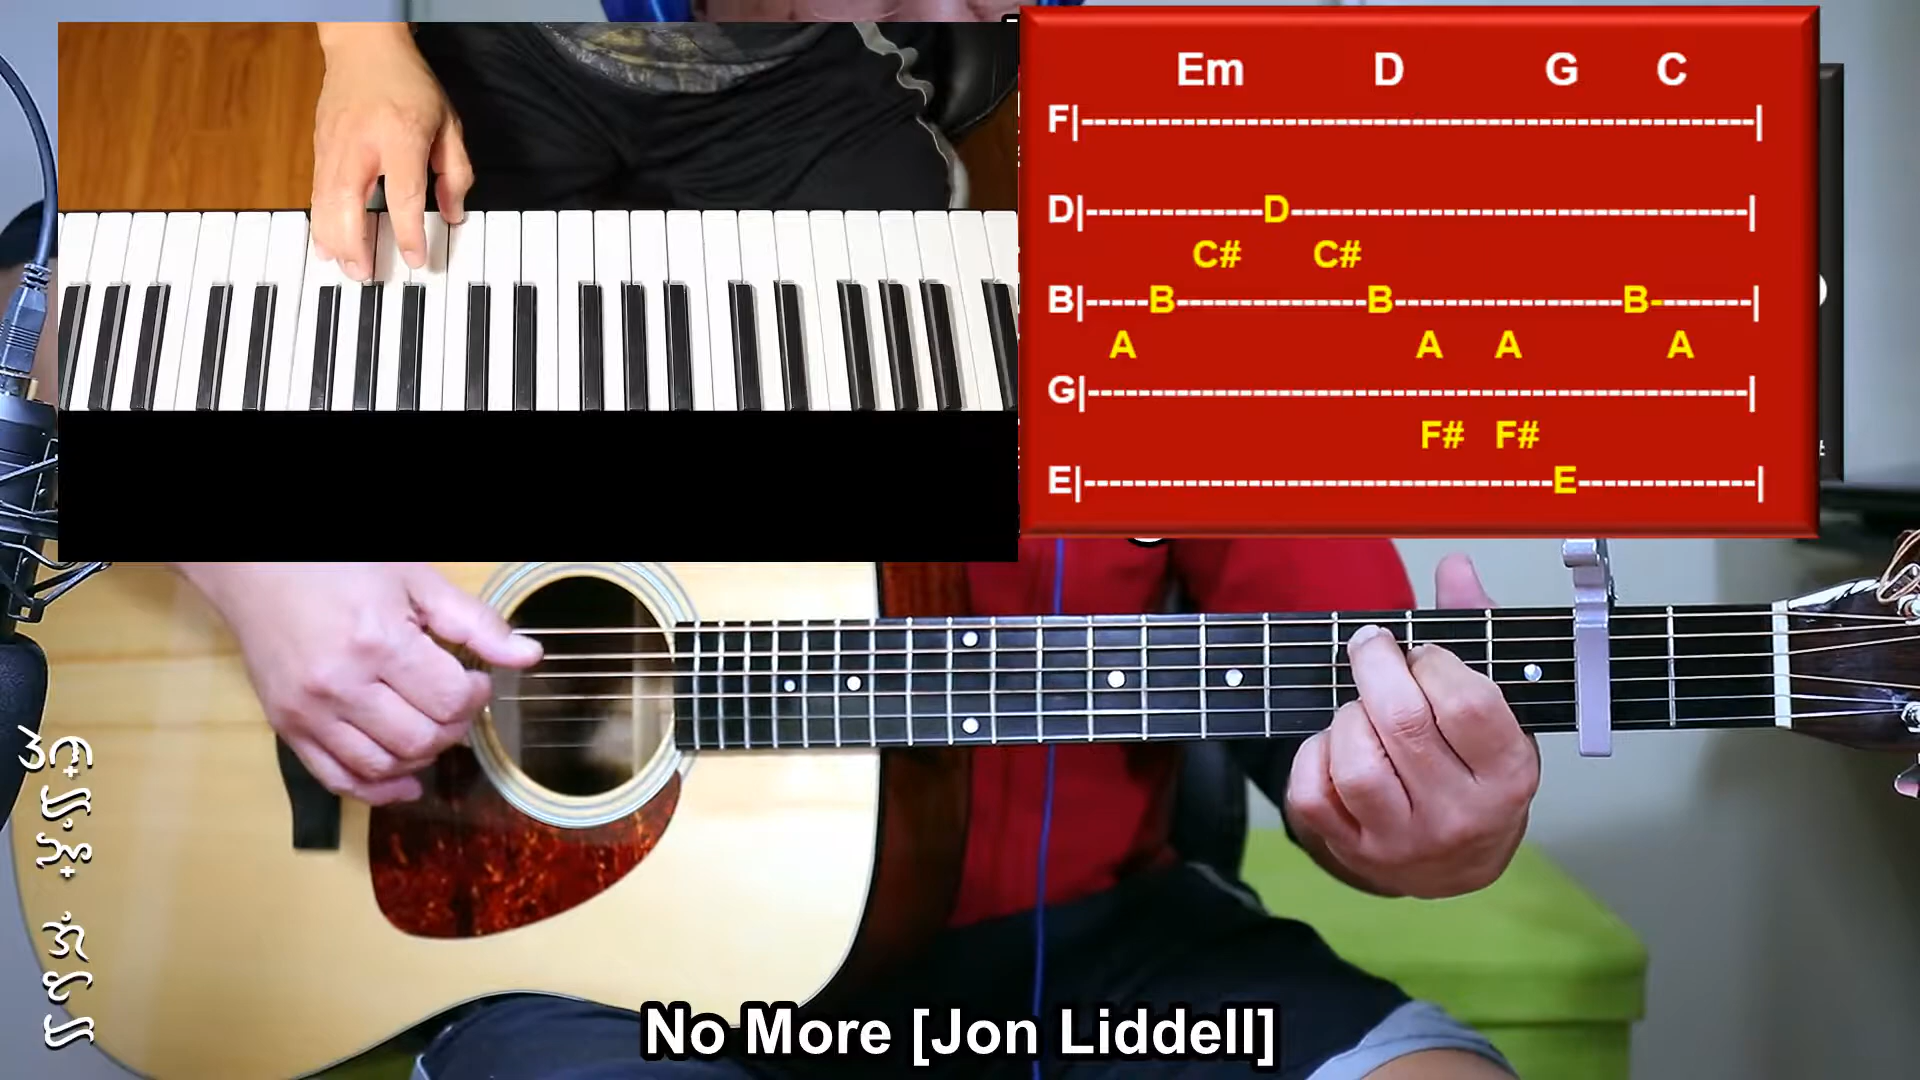 Em D G C
F|----------------------------------------------------|
D|--------------D------------------------------------|
C# C#
B|-----B---------------B------------------B--------|
A A A A
G|---------------------------------------------------|
F# F#
E|-------------------------------------E--------------|
No More [Jon Liddell]